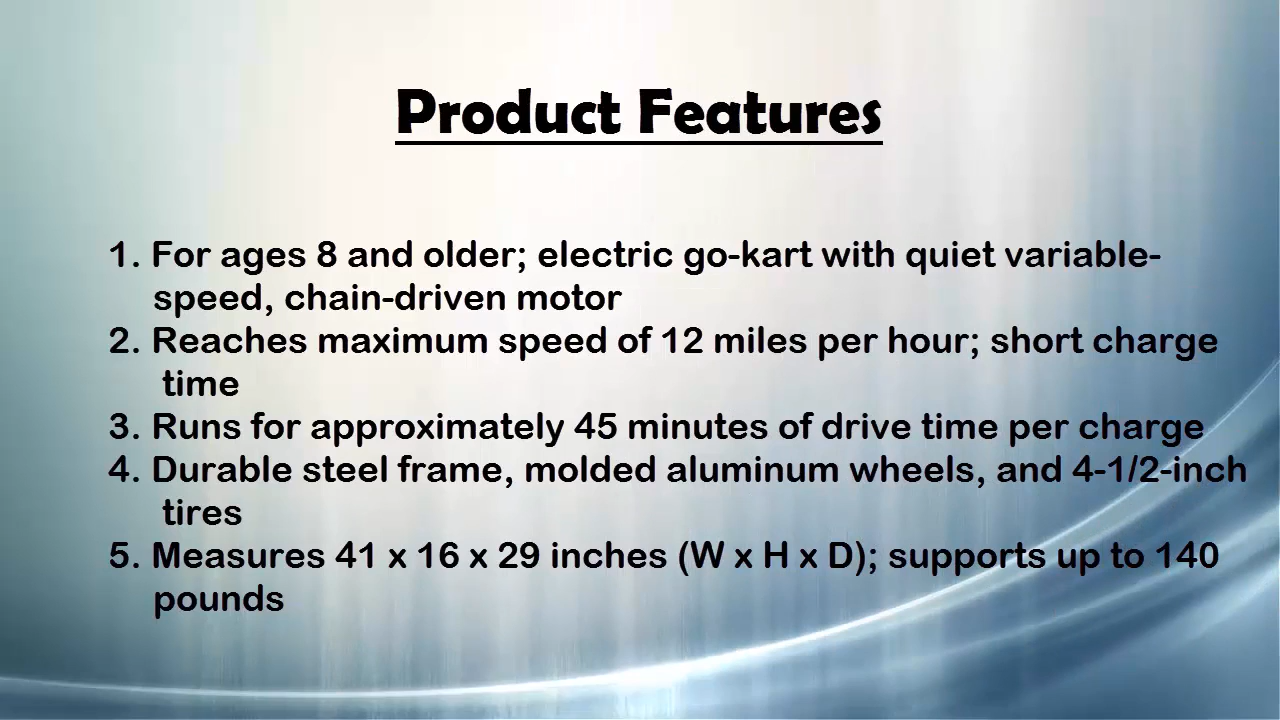 Product Features
1. For ages 8 and older; electric go-kart with quiet variable-
speed, chain-driven motor
2. Reaches maximum speed of 12 miles per hour; short charge
time
3. Runs for approximately 45 minutes of drive time per charge
4. Durable steel frame, molded aluminum wheels, and 4-1/2-inch
tires
5. Measures 41 x 16 x 29 inches (W x H x D); supports up to 140
pounds